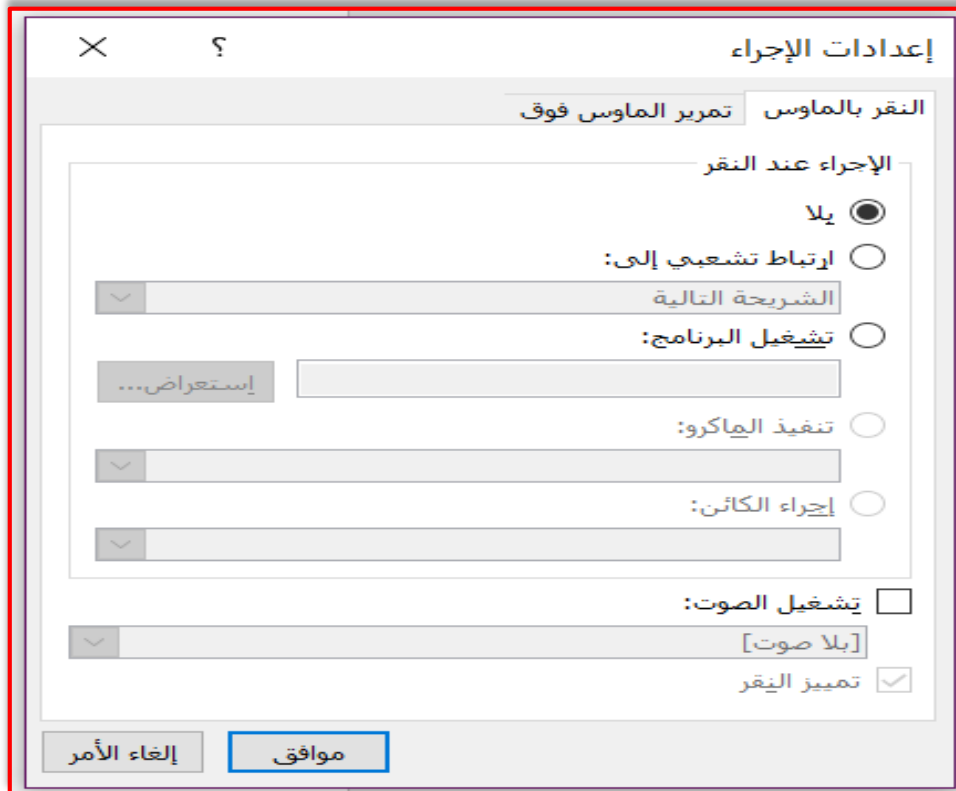 إعدادات الإجراء ؟
النقر بالماوس تمرير الماوس فوق
الإجراء عند النقر
بلا
ارتباط تشعبي إلى:
الشريحة التالية
تشغيل البرنامج:
إستعراض...
تنفيذ الماكرو:
إجراء الكائن:
تشغيل الصوت:
[بلا صوت]
تمييز النقر
موافق إلغاء الأمر